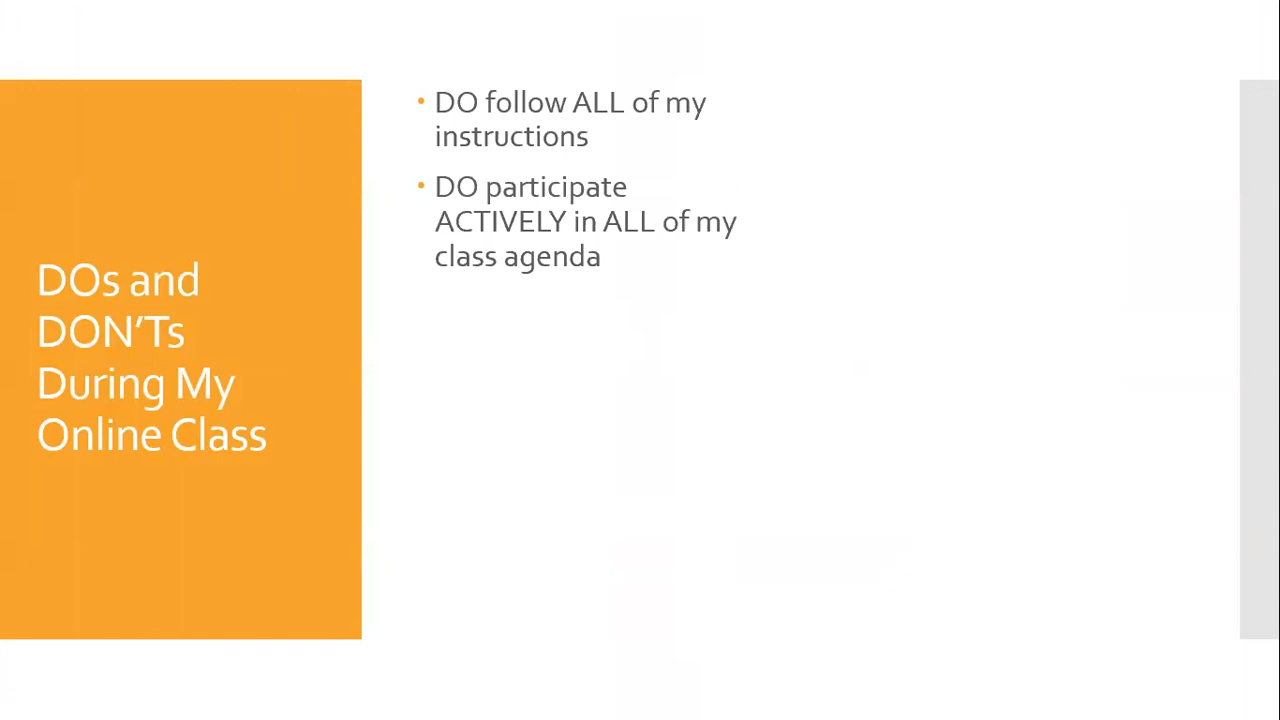 DOs and
DON'Ts
During My
Online Class
• DO follow ALL of my
instructions
• DO participate
ACTIVELY in ALL of my
class agenda